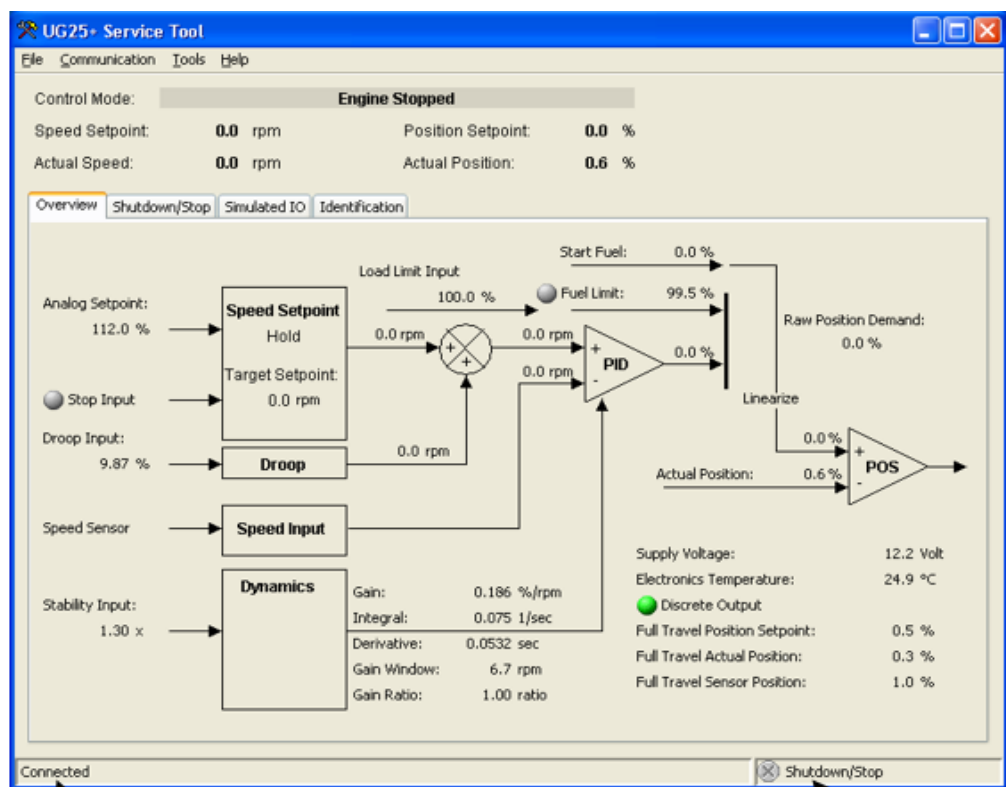 UG25+ Service Tool
File Communication Tools Help
Control Mode: Engine Stopped
Speed Setpoint: 0.0 rpm Position Setpoint: 0.0 %
Actual Speed: 0.0 rpm Actual Position: 0.6 %
Overview Shutdown/Stop Simulated IO Identification
Start Fuel: 0.0 %
Load Limit Input
100.0 %
Fuel Limit: 99.5 %
Analog Setpoint:
112.0 %
Speed Setpoint
Hold
Target Setpoint:
0.0 rpm
Stop Input
0.0 rpm
+
+
0.0 rpm
0.0 rpm
+
-
PID
0.0 %
Raw Position Demand:
0.0 %
Linearize
Droop Input:
9.87 %
Droop
0.0 rpm
0.0 %
Actual Position: 0.6 %
+
-
POS
Speed Sensor
Speed Input
Stability Input:
1.30 x
Dynamics
Gain: 0.186 %/rpm
Integral: 0.075 1/sec
Derivative: 0.0532 sec
Gain Window: 6.7 rpm
Gain Ratio: 1.00 ratio
Supply Voltage: 12.2 Volt
Electronics Temperature: 24.9 °C
Discrete Output
Full Travel Position Setpoint: 0.5 %
Full Travel Actual Position: 0.3 %
Full Travel Sensor Position: 1.0 %
Connected
Shutdown/Stop